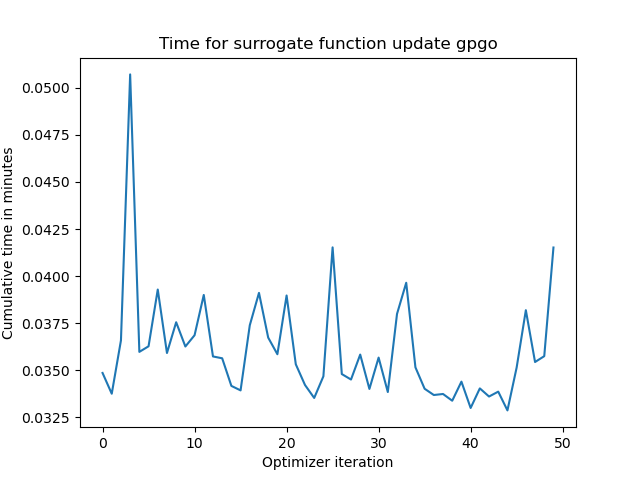 Time for surrogate function update gpgo
Cumulative time in minutes
0.0500
0.0475
0.0450
0.0425
0.0400
0.0375
0.0350
0.0325
0 10 20 30 40 50
Optimizer iteration